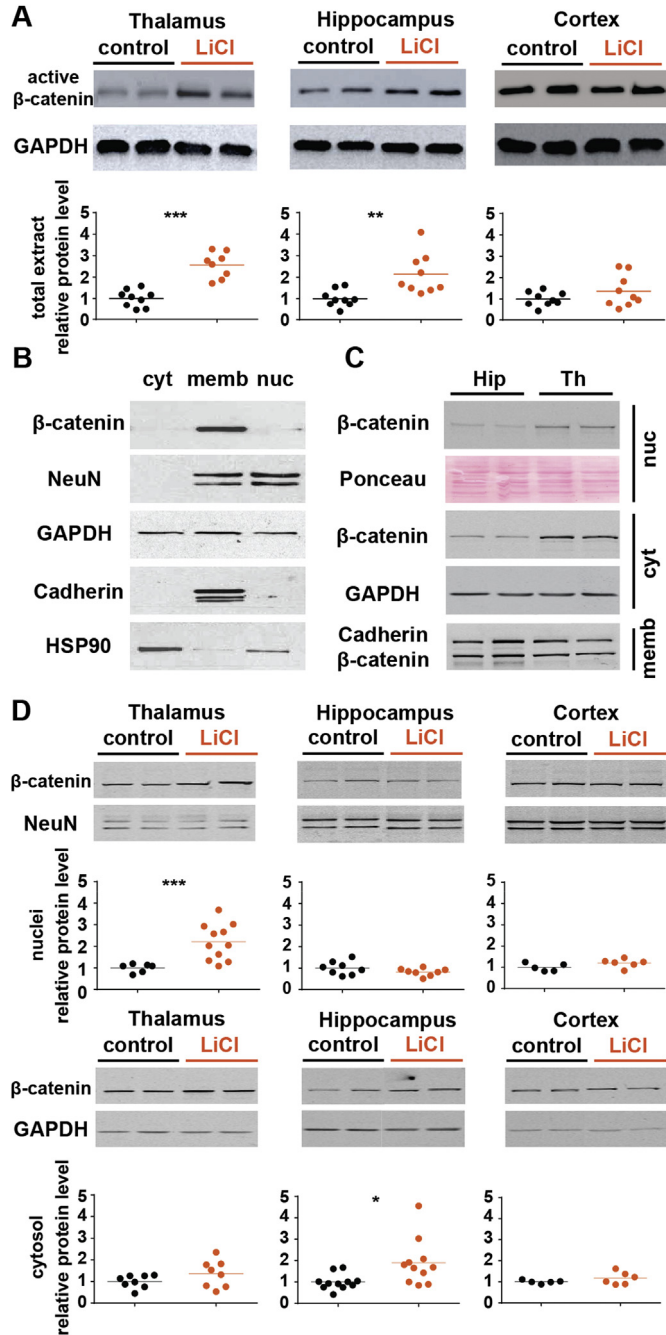 A
Thalamus Hippocampus Cortex
control LiCl control LiCl control LiCl
active
β-catenin
GAPDH
*** **
total extract
relative protein level
5 5 5
4 4 4
3 3 3
2 2 2
1 1 1
0 0 0
B
cyt memb nuc
β-catenin
NeuN
GAPDH
Cadherin
HSP90
C
Hip Th
β-catenin
Ponceau
nuc
β-catenin
GAPDH
cyt
Cadherin
β-catenin
memb
D
Thalamus Hippocampus Cortex
control LiCl control LiCl control LiCl
β-catenin
NeuN
***
nuclei
relative protein level
5 5 5
4 4 4
3 3 3
2 2 2
1 1 1
0 0 0
Thalamus Hippocampus Cortex
control LiCl control LiCl control LiCl
β-catenin
GAPDH
*
cytosol
relative protein level
5 5 5
4 4 4
3 3 3
2 2 2
1 1 1
0 0 0